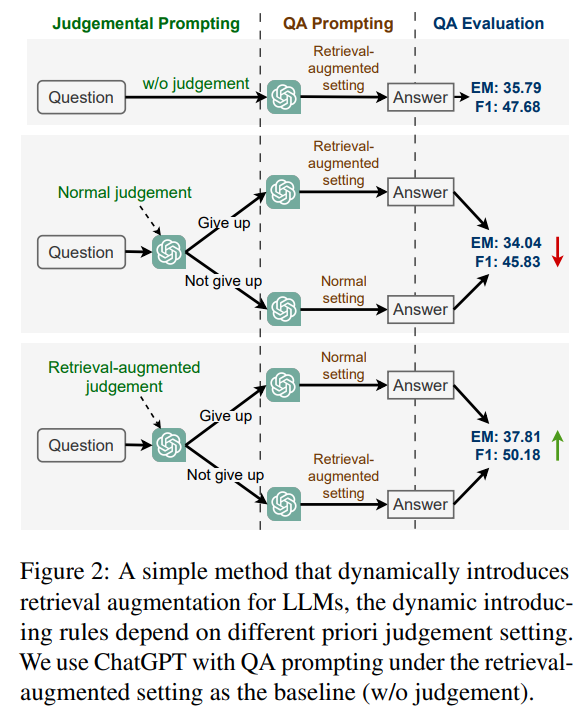 Judgemental Prompting
QA Prompting
QA Evaluation
Question
w/o judgement
Retrieval-
augmented
setting
Answer
EM: 35.79
F1: 47.68
Normal judgement
Question
Give up
Not give up
Retrieval-
augmented
setting
Answer
Normal
setting
Answer
EM: 34.04
F1: 45.83
Retrieval-augmented
judgement
Question
Give up
Not give up
Normal
setting
Answer
Retrieval-
augmented
setting
Answer
EM: 37.81
F1: 50.18
Figure 2: A simple method that dynamically introduces
retrieval augmentation for LLMs, the dynamic introduc-
ing rules depend on different priori judgement setting.
We use ChatGPT with QA prompting under the retrieval-
augmented setting as the baseline (w/o judgement).